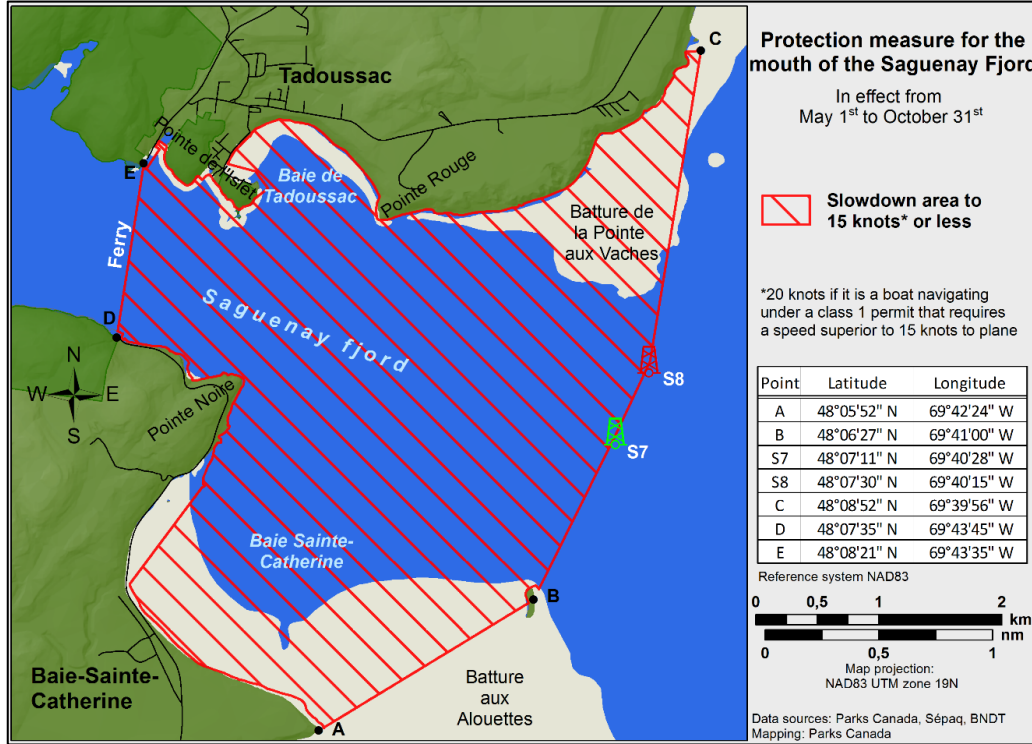 C
Tadoussac
Pointe de l'Islet
E
Baie de
Tadoussac
Pointe Rouge
Batture de
la Pointe
aux Vaches
Ferry
Saguenay fjord
D
N
W E
S
Pointe Noire
S8
S7
Baie Sainte-
Catherine
B
Baie-Sainte-
Catherine
Batture
aux
Alouettes
A
Protection measure for the
mouth of the Saguenay Fjord
In effect from
May 1st to October 31st
Slowdown area to
15 knots* or less
*20 knots if it is a boat navigating
under a class 1 permit that requires
a speed superior to 15 knots to plane
Point Latitude Longitude
A 48°05'52" N 69°42'24" W
B 48°06'27" N 69°41'00" W
S7 48°07'11" N 69°40'28" W
S8 48°07'30" N 69°40'15" W
C 48°08'52" N 69°39'56" W
D 48°07'35" N 69°43'45" W
E 48°08'21" N 69°43'35" W
Reference system NAD83
0 0,5 1 2
km
nm
0 0,5 1
Map projection:
NAD83 UTM zone 19N
Data sources: Parks Canada, Sépaq, BNDT
Mapping: Parks Canada